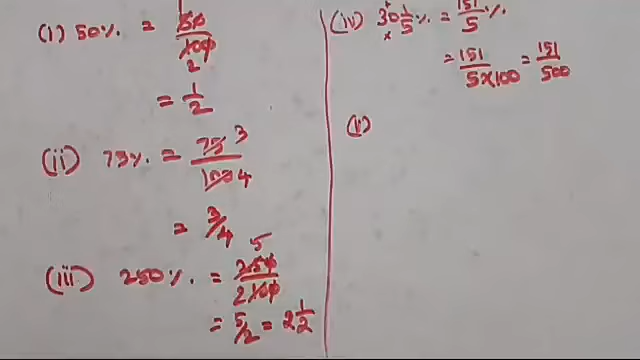 (i) 50% = 50/100
= 1/2
(ii) 75% = 75/100
= 3/4
(iii) 250% = 250/100
= 5/2 = 2 1/2
(iv) 30 1/5 % = 151/5 %
= 151/5×100 = 151/500
(v)